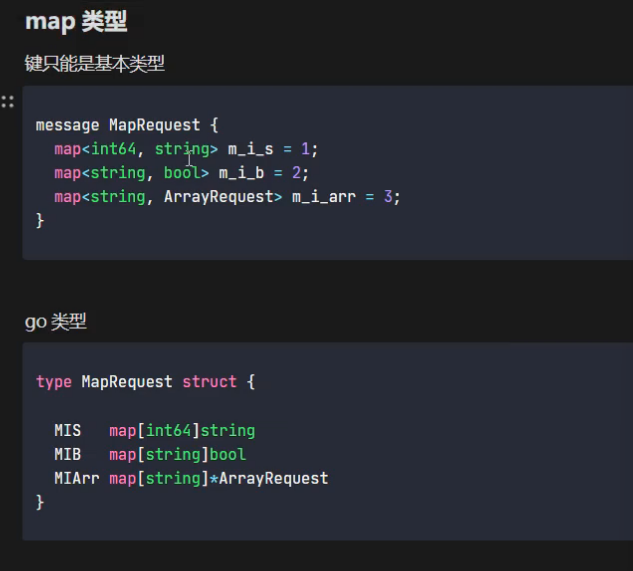 map 类型
键只能是基本类型
message MapRequest {
  map<int64, string> m_i_s = 1;
  map<string, bool> m_i_b = 2;
  map<string, ArrayRequest> m_i_arr = 3;
}
go 类型
type MapRequest struct {
  MIS   map[int64]string
  MIB   map[string]bool
  MIArr map[string]*ArrayRequest
}